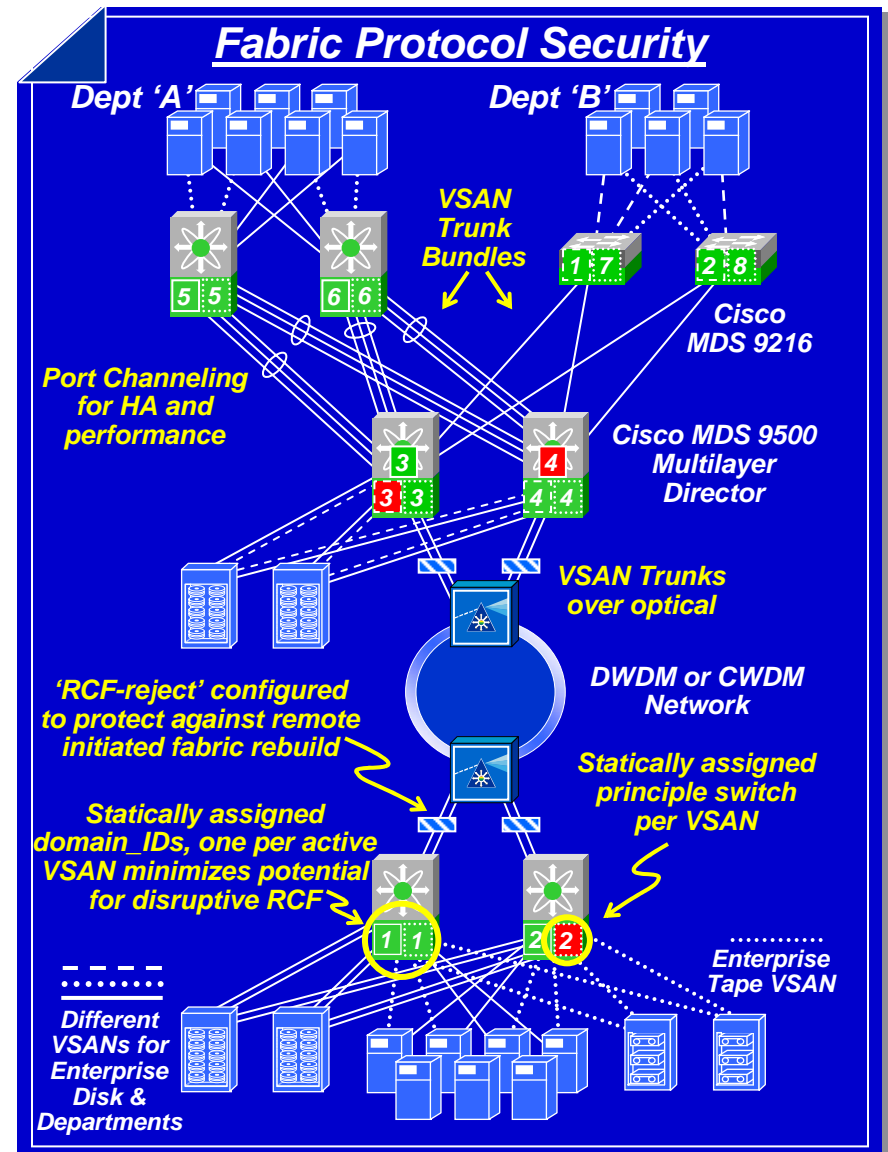 Fabric Protocol Security
Dept ‘A’
Dept ‘B’
VSAN
Trunk
Bundles
5 5
6 6
1 7
2 8
Cisco
MDS 9216
Port Channeling
for HA and
performance
3
3 3
4
4 4
Cisco MDS 9500
Multilayer
Director
VSAN Trunks
over optical
DWDM or CWDM
Network
‘RCF-reject’ configured
to protect against remote
initiated fabric rebuild
Statically assigned
principle switch
per VSAN
Statically assigned
domain_IDs, one per active
VSAN minimizes potential
for disruptive RCF
1 1
2 2
Enterprise
Tape VSAN
Different
VSANs for
Enterprise
Disk &
Departments